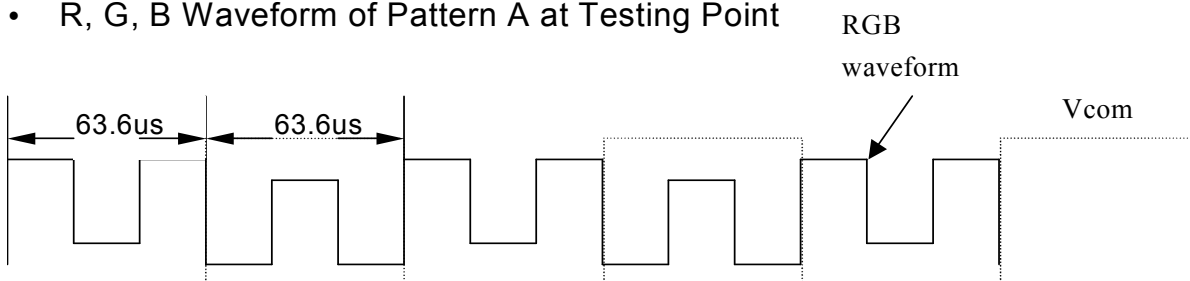 • R, G, B Waveform of Pattern A at Testing Point
RGB
waveform
Vcom
63.6us 63.6us